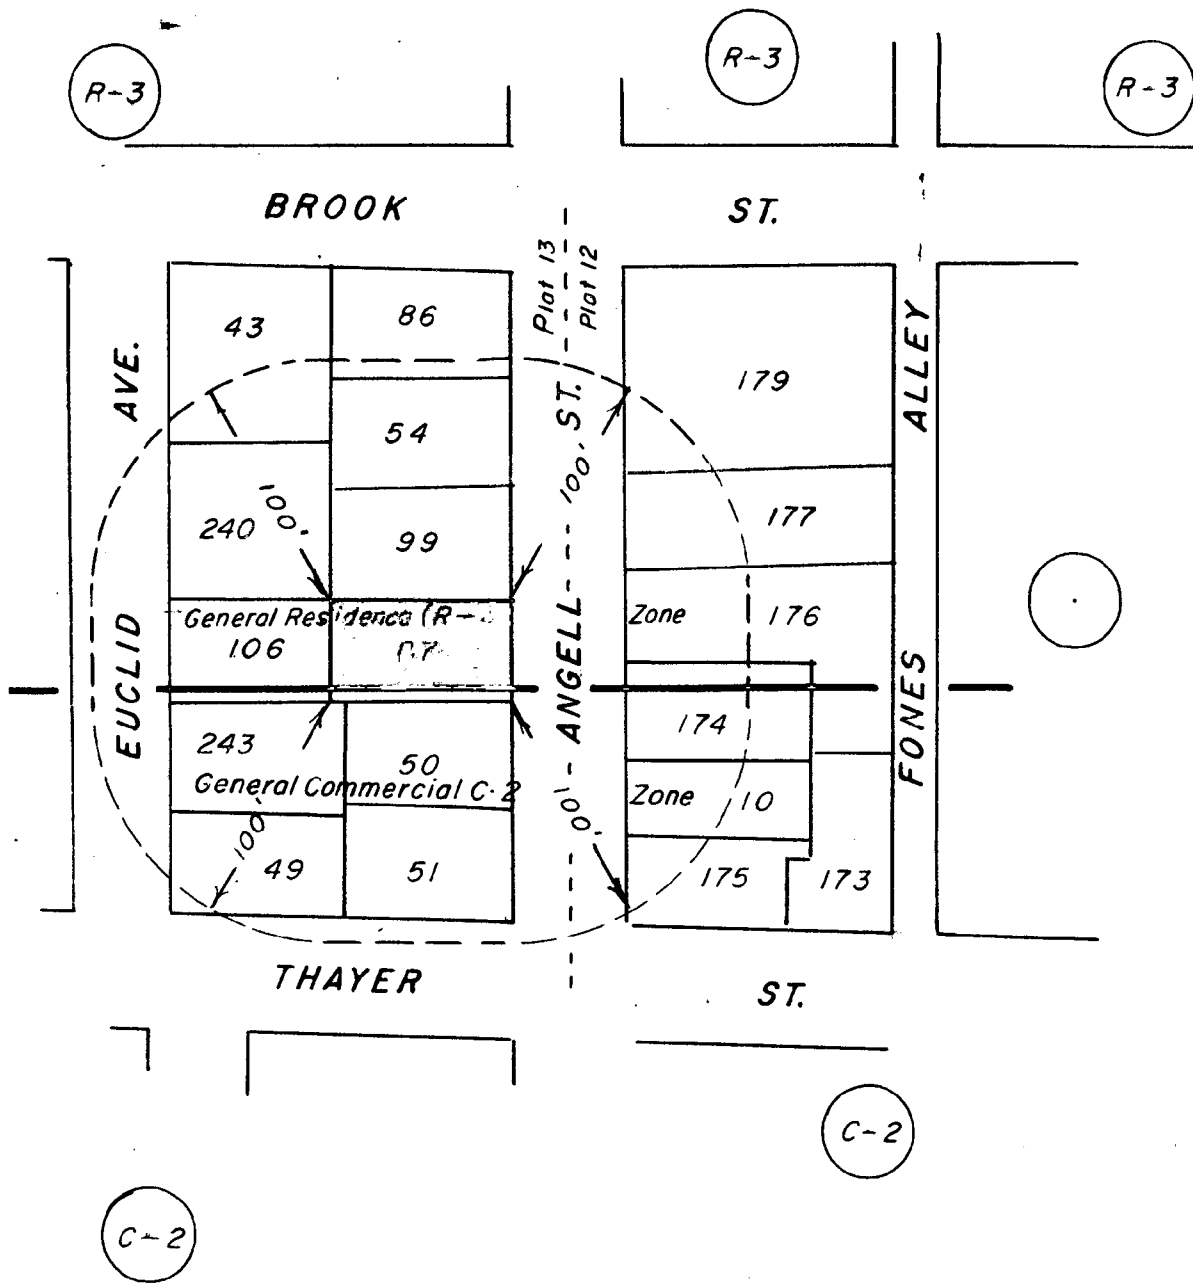 R-3
R-3
R-3
BROOK ST.
Plat 13
Plat 12
43
86
AVE.
ALLEY
179
54
ST.
100'
100'
177
240
99
General Residence (R-
Zone
176
106
EUCLID
ANGELL
FONES
174
243
50
General Commercial C-2
Zone
10
100'
00'
49
51
175
173
THAYER ST.
C-2
C-2